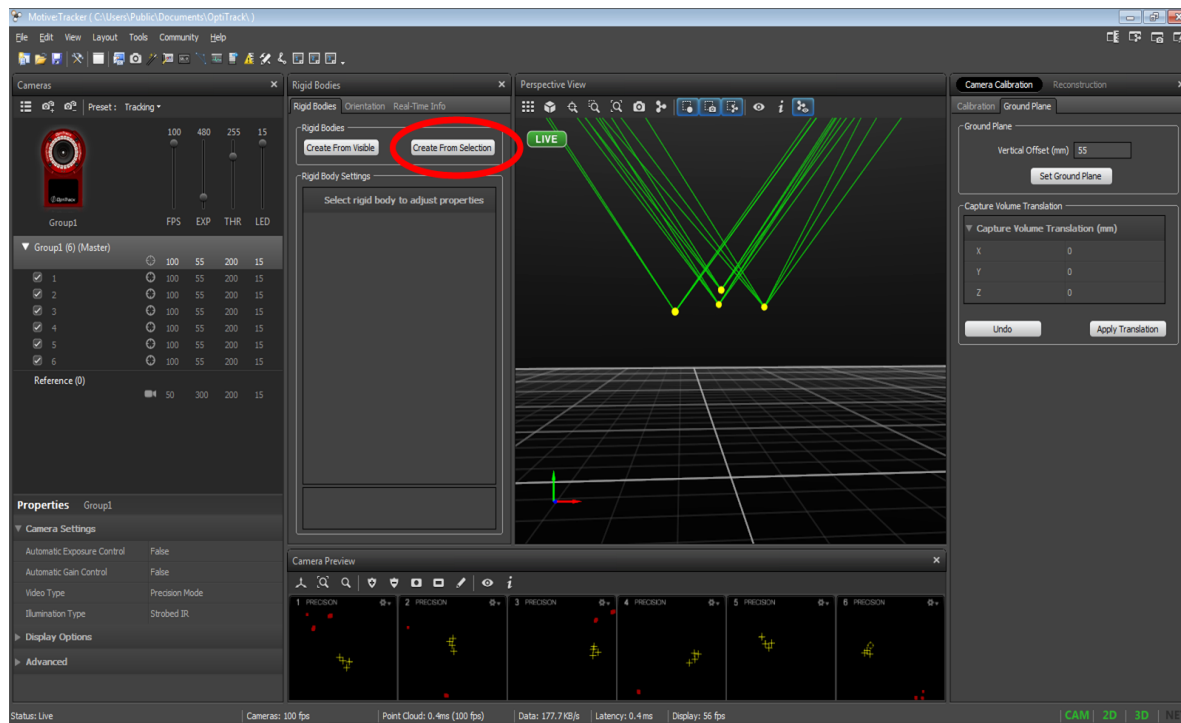 Motive:Tracker ( C:\Users\Public\Documents\OptiTrack\ )
File Edit View Layout Tools Community Help
Cameras
Preset : Tracking
100 480 255 15
Group1 FPS EXP THR LED
Group1 (6) (Master)
100 55 200 15
1 100 55 200 15
2 100 55 200 15
3 100 55 200 15
4 100 55 200 15
5 100 55 200 15
6 100 55 200 15
Reference (0)
50 300 200 15
Properties Group1
Camera Settings
Automatic Exposure Control False
Automatic Gain Control False
Video Type Precision Mode
Illumination Type Strobed IR
Display Options
Advanced
Rigid Bodies
Rigid Bodies Orientation Real-Time Info
Rigid Bodies
Create From Visible Create From Selection
Rigid Body Settings
Select rigid body to adjust properties
Perspective View
LIVE
Camera Preview
1 PRECISION 2 PRECISION 3 PRECISION 4 PRECISION 5 PRECISION 6 PRECISION
Camera Calibration Reconstruction
Calibration Ground Plane
Ground Plane
Vertical Offset (mm) 55
Set Ground Plane
Capture Volume Translation
Capture Volume Translation (mm)
X 0
Y 0
Z 0
Undo Apply Translation
Status: Live Cameras: 100 fps Point Cloud: 0.4ms (100 fps) Data: 177.7 KB/s Latency: 0.4 ms Display: 56 fps CAM 2D 3D